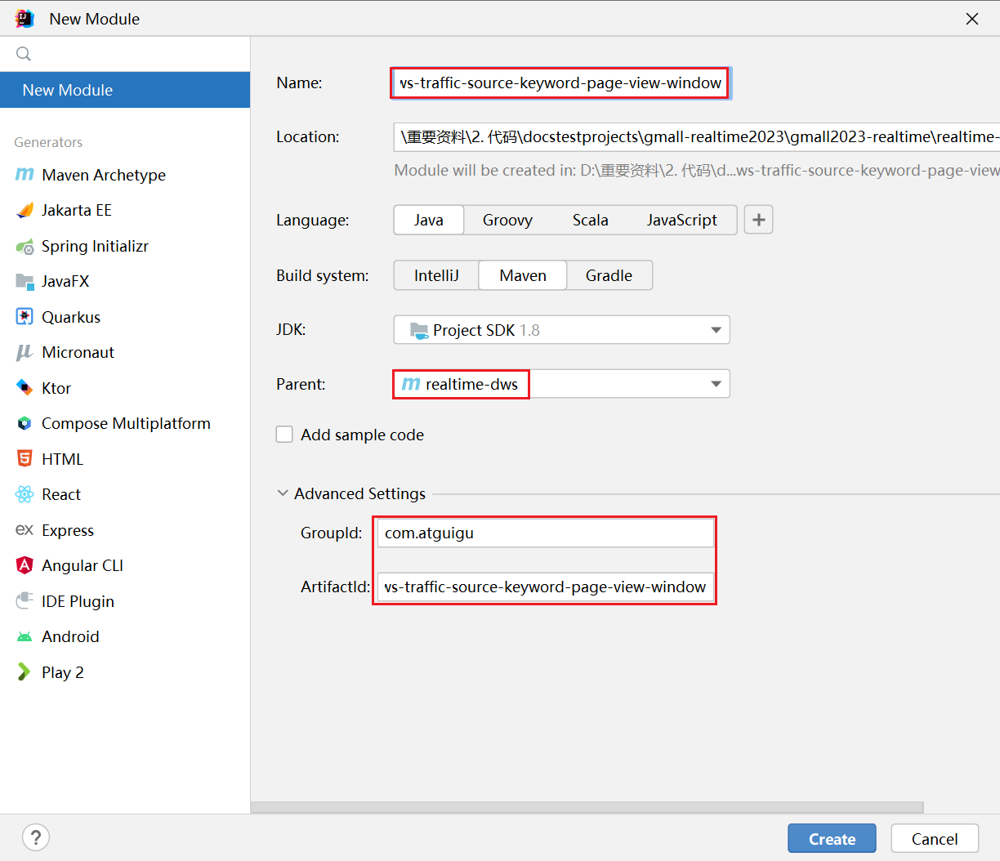 New Module
New Module
Generators
Maven Archetype
Jakarta EE
Spring Initializr
JavaFX
Quarkus
Micronaut
Ktor
Compose Multiplatform
HTML
React
Express
Angular CLI
IDE Plugin
Android
Play 2
Name: ws-traffic-source-keyword-page-view-window
Location: \重要资料\2. 代码\docstestprojects\gmall-realtime2023\gmall2023-realtime\realtime-
Module will be created in: D:\重要资料\2. 代码\d...ws-traffic-source-keyword-page-view
Language: Java Groovy Scala JavaScript +
Build system: IntelliJ Maven Gradle
JDK: Project SDK 1.8
Parent: realtime-dws
Add sample code
Advanced Settings
GroupId: com.atguigu
ArtifactId: ws-traffic-source-keyword-page-view-window
? Create Cancel